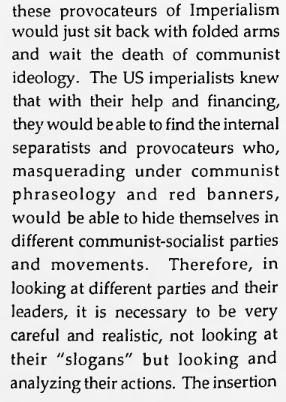 these provocateurs of Imperialism
would just sit back with folded arms
and wait the death of communist
ideology. The US imperialists knew
that with their help and financing,
they would be able to find the internal
separatists and provocateurs who,
masquerading under communist
phraseology and red banners,
would be able to hide themselves in
different communist-socialist parties
and movements. Therefore, in
looking at different parties and their
leaders, it is necessary to be very
careful and realistic, not looking at
their "slogans" but looking and
analyzing their actions. The insertion